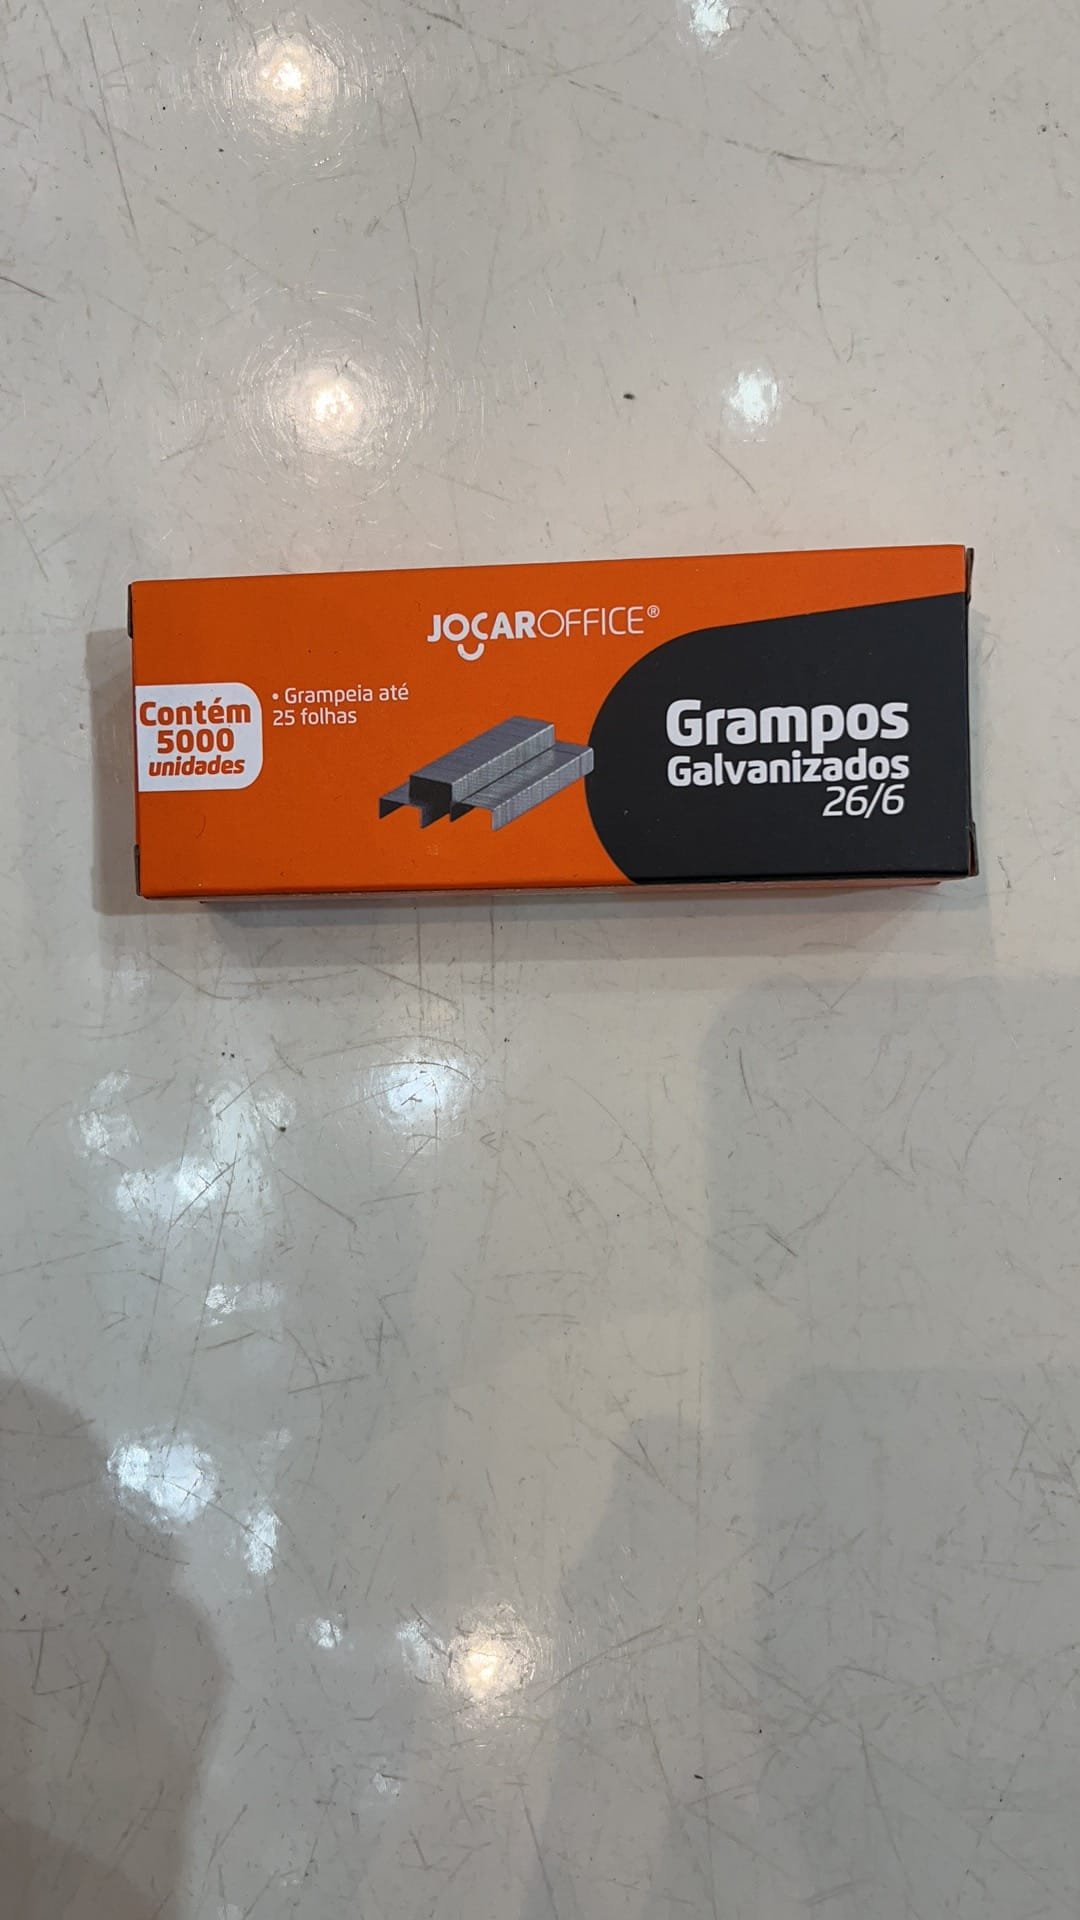 JOCAROFFICE®
• Grampeia até
25 folhas
Contém
5000
unidades
Grampos
Galvanizados
26/6